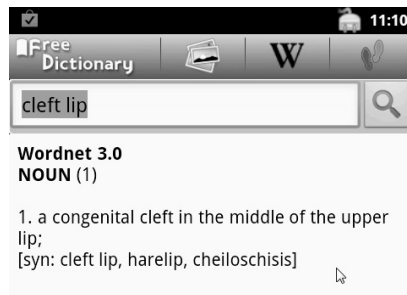 11:10
Free
Dictionary
W
cleft lip
Wordnet 3.0
NOUN (1)
1. a congenital cleft in the middle of the upper
lip;
[syn: cleft lip, harelip, cheiloschisis]